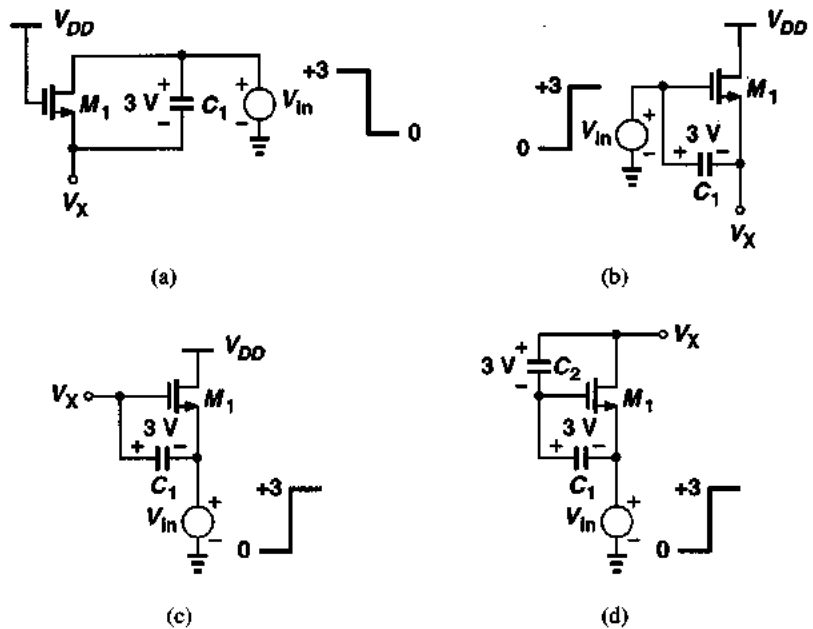 V_DD
M_1
3 V
+
−
C_1
+
−
V_in
+3
0
V_X
(a)
V_DD
M_1
+3
0
V_in
+
−
3 V
+
−
C_1
V_X
(b)
V_DD
V_X
M_1
3 V
+
−
C_1
+3
0
V_in
+
−
(c)
V_X
3 V
+
−
C_2
M_1
3 V
+
−
C_1
+3
0
V_in
+
−
(d)